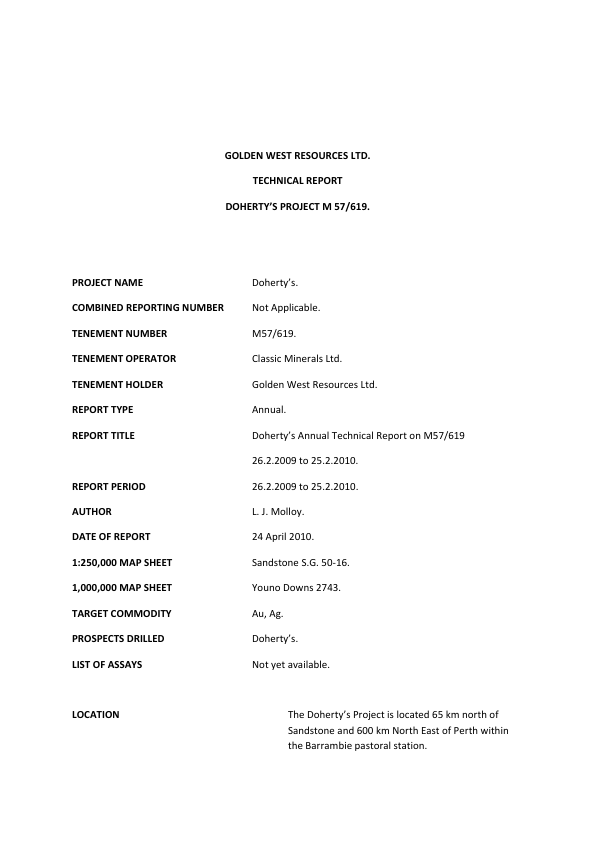 GOLDEN WEST RESOURCES LTD.
TECHNICAL REPORT
DOHERTY'S PROJECT M 57/619.
PROJECT NAME Doherty's.
COMBINED REPORTING NUMBER Not Applicable.
TENEMENT NUMBER M57/619.
TENEMENT OPERATOR Classic Minerals Ltd.
TENEMENT HOLDER Golden West Resources Ltd.
REPORT TYPE Annual.
REPORT TITLE Doherty's Annual Technical Report on M57/619
26.2.2009 to 25.2.2010.
REPORT PERIOD 26.2.2009 to 25.2.2010.
AUTHOR L. J. Molloy.
DATE OF REPORT 24 April 2010.
1:250,000 MAP SHEET Sandstone S.G. 50-16.
1,000,000 MAP SHEET Youno Downs 2743.
TARGET COMMODITY Au, Ag.
PROSPECTS DRILLED Doherty's.
LIST OF ASSAYS Not yet available.
LOCATION The Doherty's Project is located 65 km north of
Sandstone and 600 km North East of Perth within
the Barrambie pastoral station.